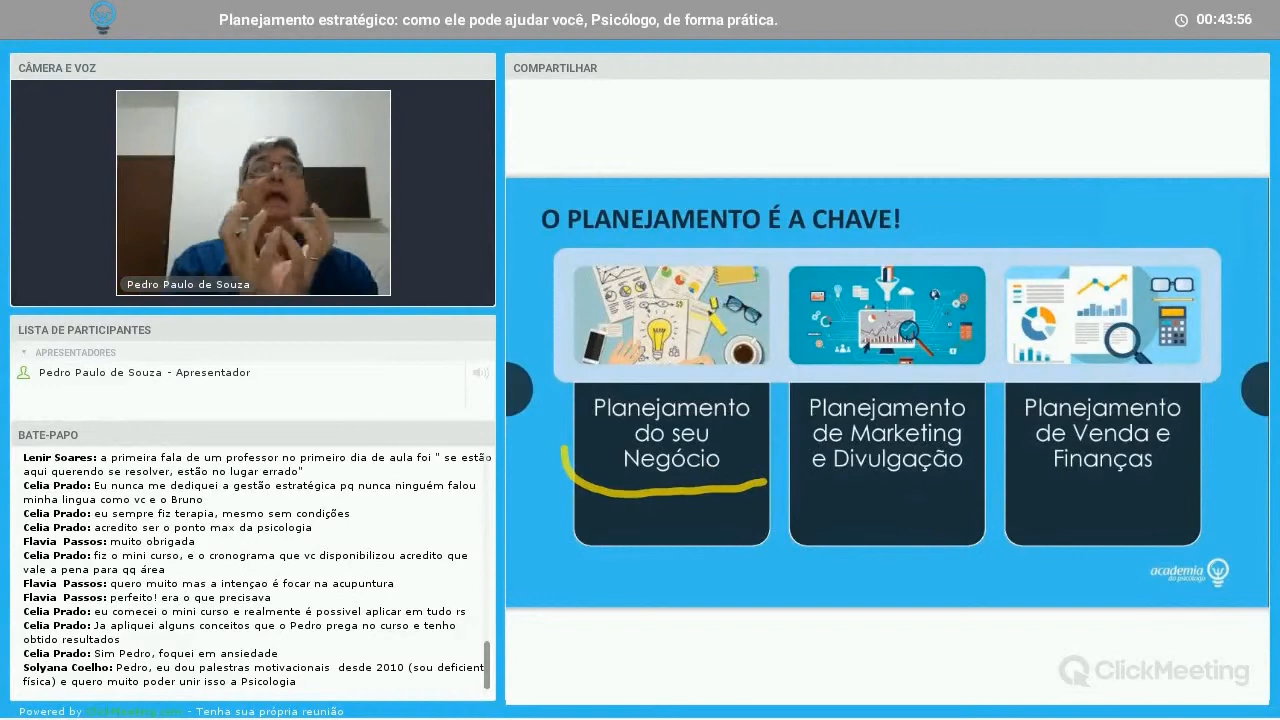 Planejamento estratégico: como ele pode ajudar você, Psicólogo, de forma prática.
00:43:56
CÂMERA E VOZ
Pedro Paulo de Souza
LISTA DE PARTICIPANTES
APRESENTADORES
Pedro Paulo de Souza - Apresentador
BATE-PAPO
Lenir Soares: a primeira fala de um professor no primeiro dia de aula foi " se estão
aqui querendo se resolver, estão no lugar errado"
Celia Prado: Eu nunca me dediquei a gestão estratégica pq nunca ninguém falou
minha lingua como vc e o Bruno
Celia Prado: eu sempre fiz terapia, mesmo sem condições
Celia Prado: acredito ser o ponto max da psicologia
Flavia Passos: muito obrigada
Celia Prado: fiz o mini curso, e o cronograma que vc disponibilizou acredito que
vale a pena para qq área
Flavia Passos: quero muito mas a intençao é focar na acupuntura
Flavia Passos: perfeito! era o que precisava
Celia Prado: eu comecei o mini curso e realmente é possivel aplicar em tudo rs
Celia Prado: Ja apliquei alguns conceitos que o Pedro prega no curso e tenho
obtido resultados
Celia Prado: Sim Pedro, foquei em ansiedade
Solyana Coelho: Pedro, eu dou palestras motivacionais desde 2010 (sou deficient
física) e quero muito poder unir isso a Psicologia
Powered by ClickMeeting.com - Tenha sua própria reunião
COMPARTILHAR
O PLANEJAMENTO É A CHAVE!
Planejamento
do seu
Negócio
Planejamento
de Marketing
e Divulgação
Planejamento
de Venda e
Finanças
academia
do psicólogo
ClickMeeting